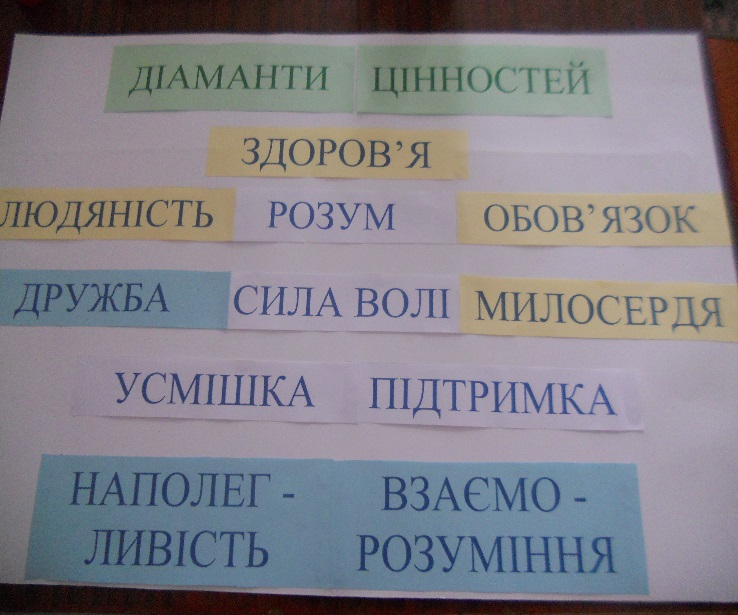 ДІАМАНТИ ЦІННОСТЕЙ
ЗДОРОВ’Я
ЛЮДЯНІСТЬ РОЗУМ ОБОВ’ЯЗОК
ДРУЖБА СИЛА ВОЛІ МИЛОСЕРДЯ
УСМІШКА ПІДТРИМКА
НАПОЛЕГ - ВЗАЄМО -
ЛИВІСТЬ РОЗУМІННЯ